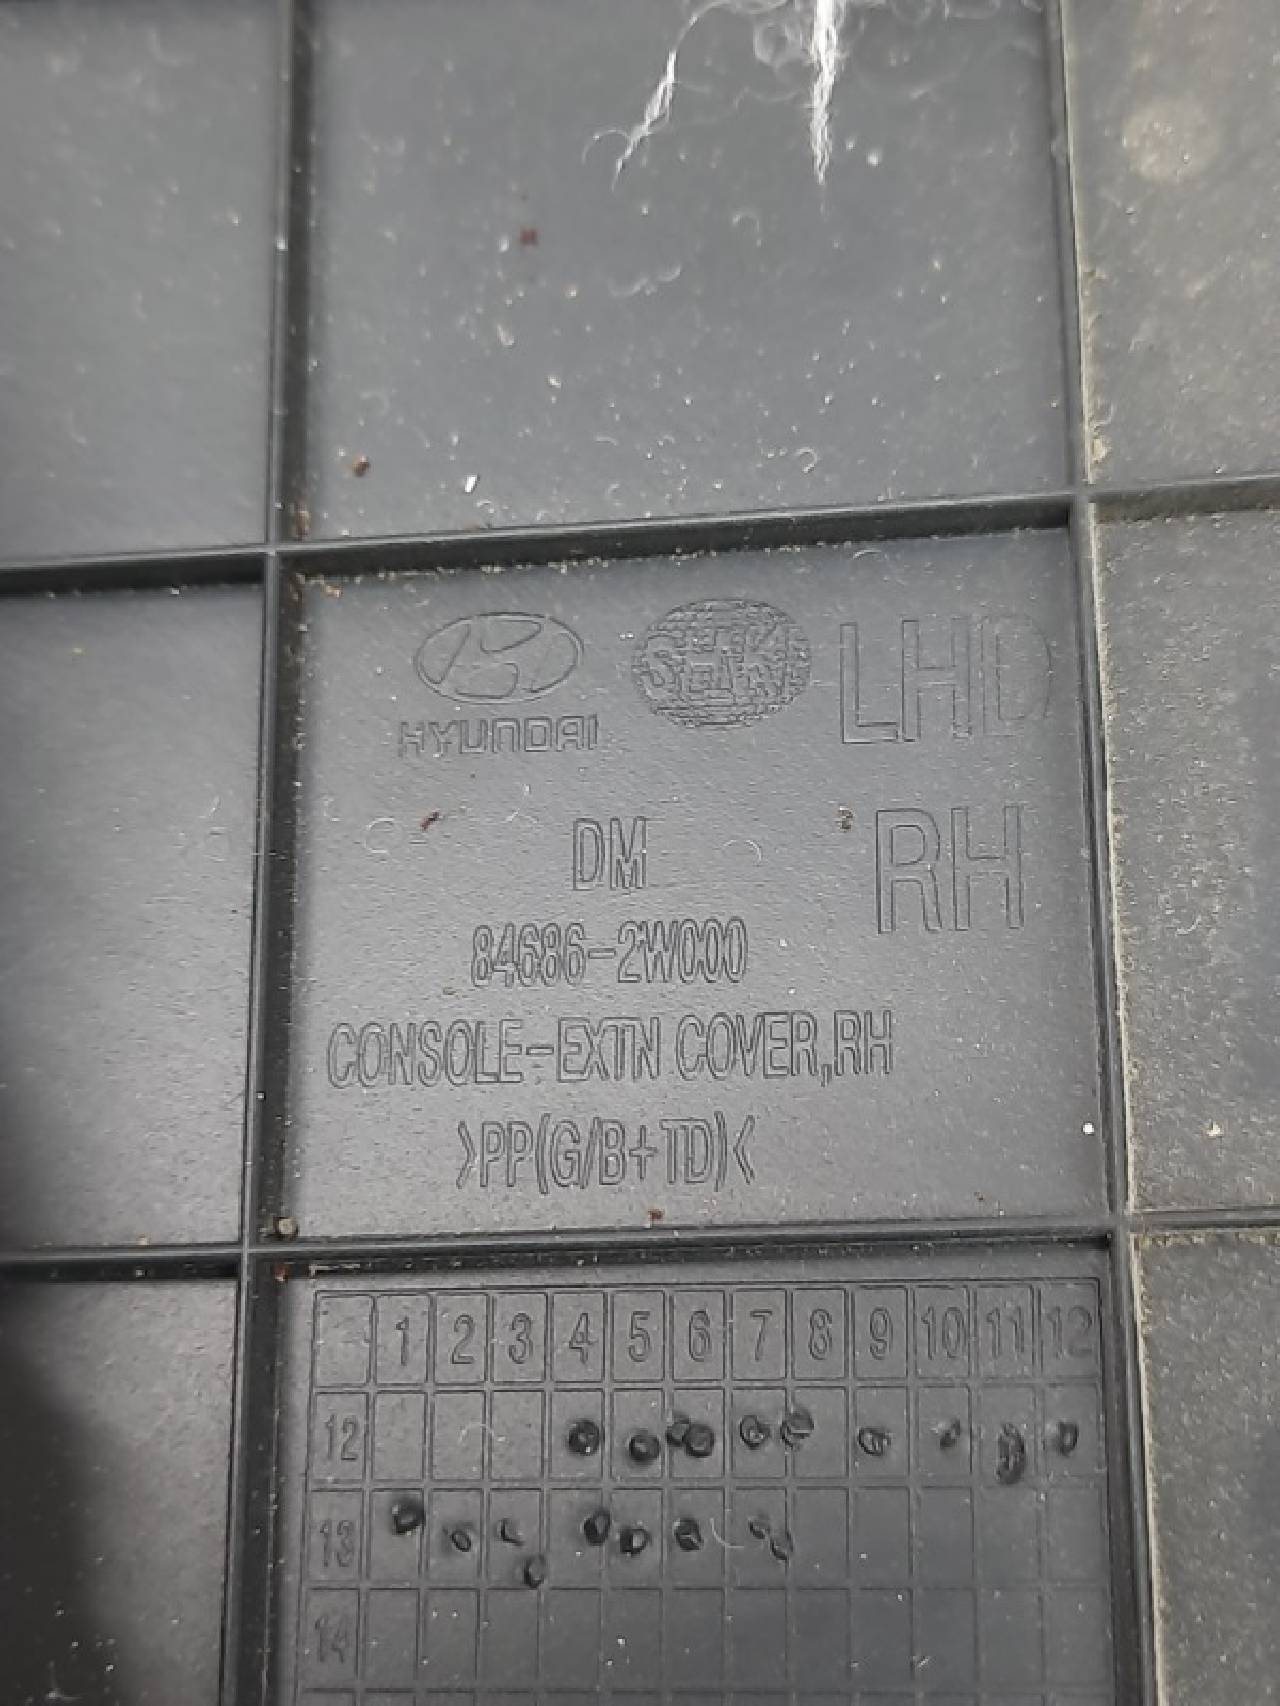 HYUNDAI
SEKI
LHD
RH
DM
84686-2W000
CONSOLE-EXTN COVER,RH
>PP(G/B+TD)<
1 2 3 4 5 6 7 8 9 10 11 12
12
13
14